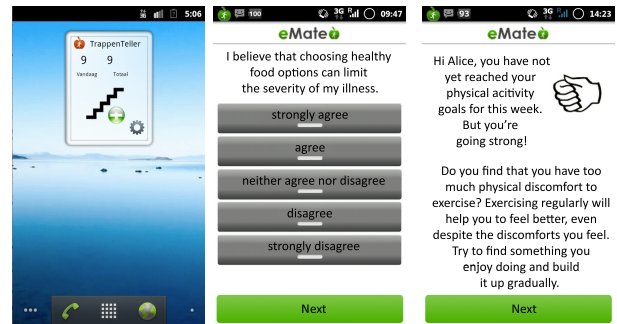 5:06
TrappenTeller
9 9
Vandaag Totaal
100 3G R 09:47
eMate
I believe that choosing healthy
food options can limit
the severity of my illness.
strongly agree
agree
neither agree nor disagree
disagree
strongly disagree
Next
93 3G R 14:23
eMate
Hi Alice, you have not
yet reached your
physical acitivity
goals for this week.
But you're
going strong!
Do you find that you have too
much physical discomfort to
exercise? Exercising regularly will
help you to feel better, even
despite the discomforts you feel.
Try to find something you
enjoy doing and build
it up gradually.
Next